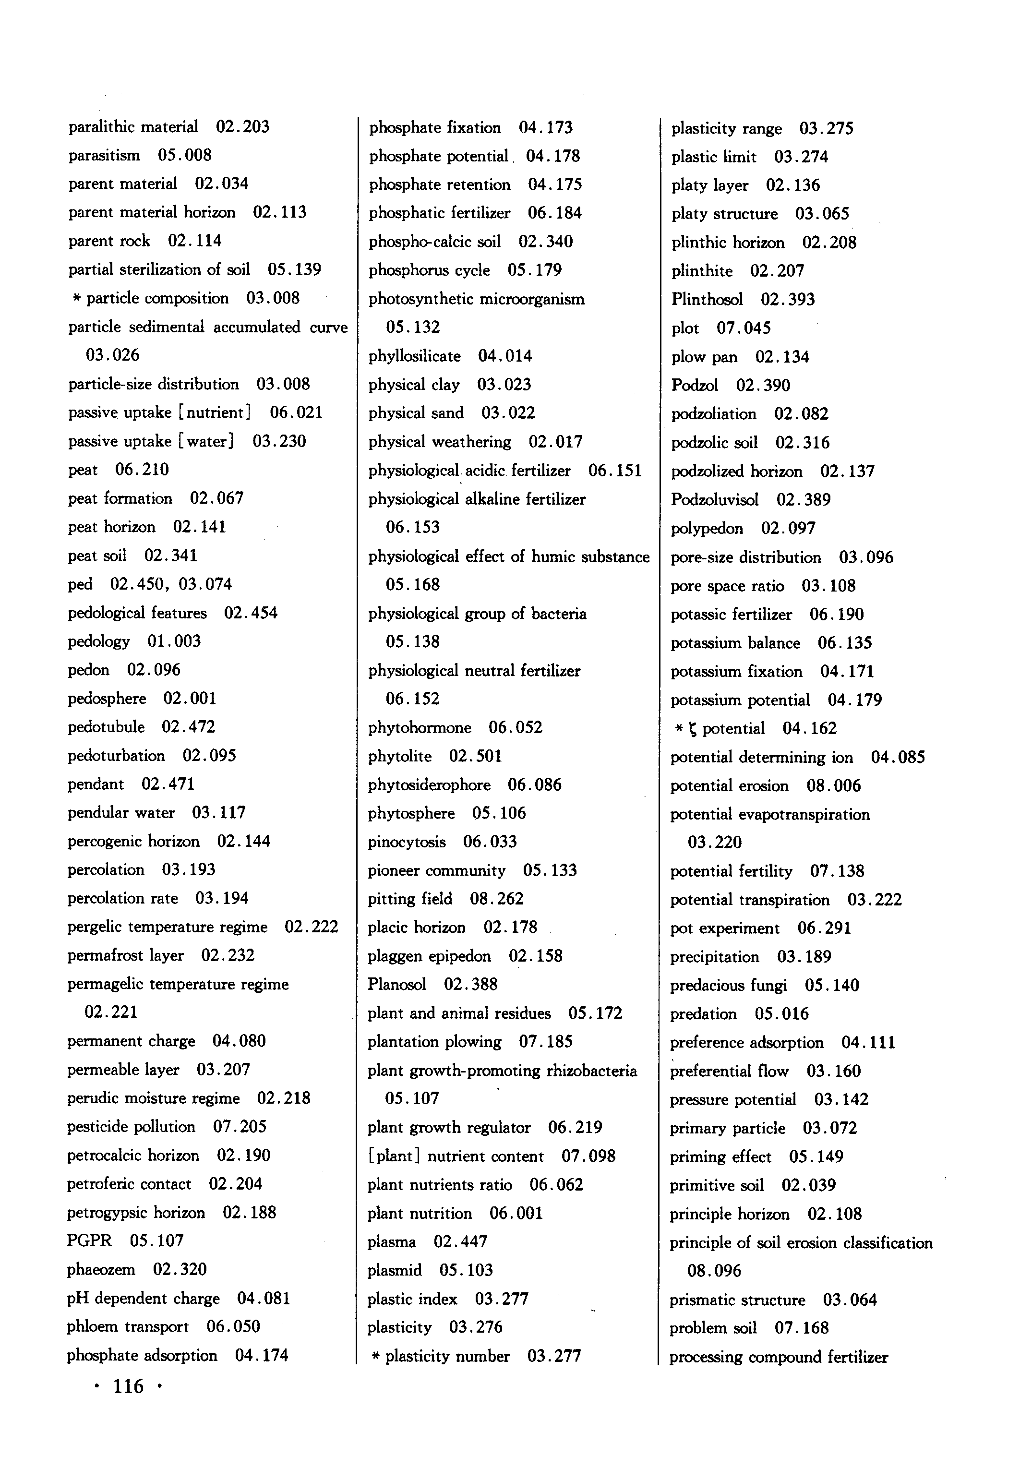 paralithic material 02.203
parasitism 05.008
parent material 02.034
parent material horizon 02.113
parent rock 02.114
partial sterilization of soil 05.139
* particle composition 03.008
particle sedimental accumulated curve
03.026
particle-size distribution 03.008
passive uptake [nutrient] 06.021
passive uptake [water] 03.230
peat 06.210
peat formation 02.067
peat horizon 02.141
peat soil 02.341
ped 02.450, 03.074
pedological features 02.454
pedology 01.003
pedon 02.096
pedosphere 02.001
pedotubule 02.472
pedoturbation 02.095
pendant 02.471
pendular water 03.117
percogenic horizon 02.144
percolation 03.193
percolation rate 03.194
pergelic temperature regime 02.222
permafrost layer 02.232
permagelic temperature regime
02.221
permanent charge 04.080
permeable layer 03.207
perudic moisture regime 02.218
pesticide pollution 07.205
petrocalcic horizon 02.190
petroferic contact 02.204
petrogypsic horizon 02.188
PGPR 05.107
phaeozem 02.320
pH dependent charge 04.081
phloem transport 06.050
phosphate adsorption 04.174
phosphate fixation 04.173
phosphate potential 04.178
phosphate retention 04.175
phosphatic fertilizer 06.184
phospho-calcic soil 02.340
phosphorus cycle 05.179
photosynthetic microorganism
05.132
phyllosilicate 04.014
physical clay 03.023
physical sand 03.022
physical weathering 02.017
physiological acidic fertilizer 06.151
physiological alkaline fertilizer
06.153
physiological effect of humic substance
05.168
physiological group of bacteria
05.138
physiological neutral fertilizer
06.152
phytohormone 06.052
phytolite 02.501
phytosiderophore 06.086
phytosphere 05.106
pinocytosis 06.033
pioneer community 05.133
pitting field 08.262
placic horizon 02.178
plaggen epipedon 02.158
Planosol 02.388
plant and animal residues 05.172
plantation plowing 07.185
plant growth-promoting rhizobacteria
05.107
plant growth regulator 06.219
[plant] nutrient content 07.098
plant nutrients ratio 06.062
plant nutrition 06.001
plasma 02.447
plasmid 05.103
plastic index 03.277
plasticity 03.276
* plasticity number 03.277
plasticity range 03.275
plastic limit 03.274
platy layer 02.136
platy structure 03.065
plinthic horizon 02.208
plinthite 02.207
Plinthosol 02.393
plot 07.045
plow pan 02.134
Podzol 02.390
podzoliation 02.082
podzolic soil 02.316
podzolized horizon 02.137
Podzoluvisol 02.389
polypedon 02.097
pore-size distribution 03.096
pore space ratio 03.108
potassic fertilizer 06.190
potassium balance 06.135
potassium fixation 04.171
potassium potential 04.179
* ζ potential 04.162
potential determining ion 04.085
potential erosion 08.006
potential evapotranspiration
03.220
potential fertility 07.138
potential transpiration 03.222
pot experiment 06.291
precipitation 03.189
predacious fungi 05.140
predation 05.016
preference adsorption 04.111
preferential flow 03.160
pressure potential 03.142
primary particle 03.072
priming effect 05.149
primitive soil 02.039
principle horizon 02.108
principle of soil erosion classification
08.096
prismatic structure 03.064
problem soil 07.168
processing compound fertilizer
· 116 ·